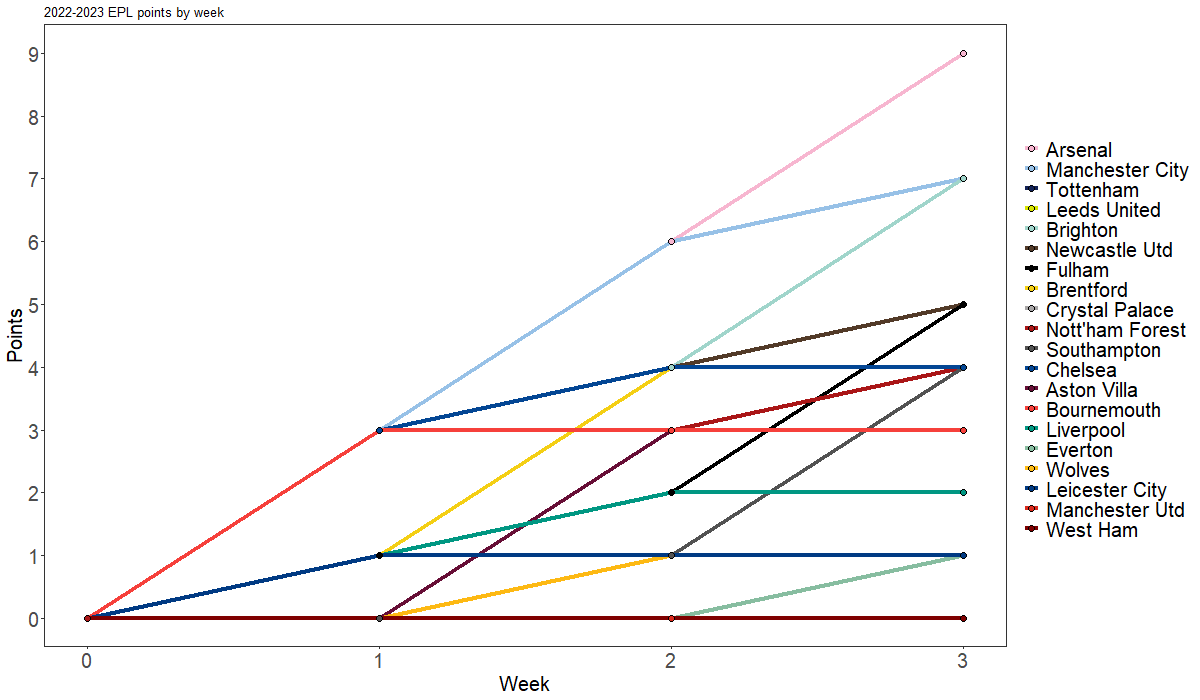 2022-2023 EPL points by week
9
8
7
6
5
4
3
2
1
0
Points
0 1 2 3
Week
Arsenal
Manchester City
Tottenham
Leeds United
Brighton
Newcastle Utd
Fulham
Brentford
Crystal Palace
Nott'ham Forest
Southampton
Chelsea
Aston Villa
Bournemouth
Liverpool
Everton
Wolves
Leicester City
Manchester Utd
West Ham